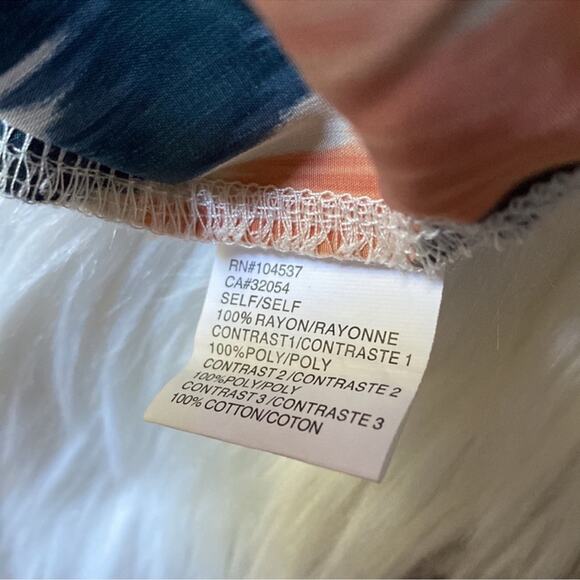 RN#104537
CA#32054
SELF/SELF
100% RAYON/RAYONNE
CONTRAST1/CONTRASTE 1
100%POLY/POLY
CONTRAST 2/CONTRASTE 2
100%POLY/POLY
CONTRAST 3/CONTRASTE 3
100% COTTON/COTON